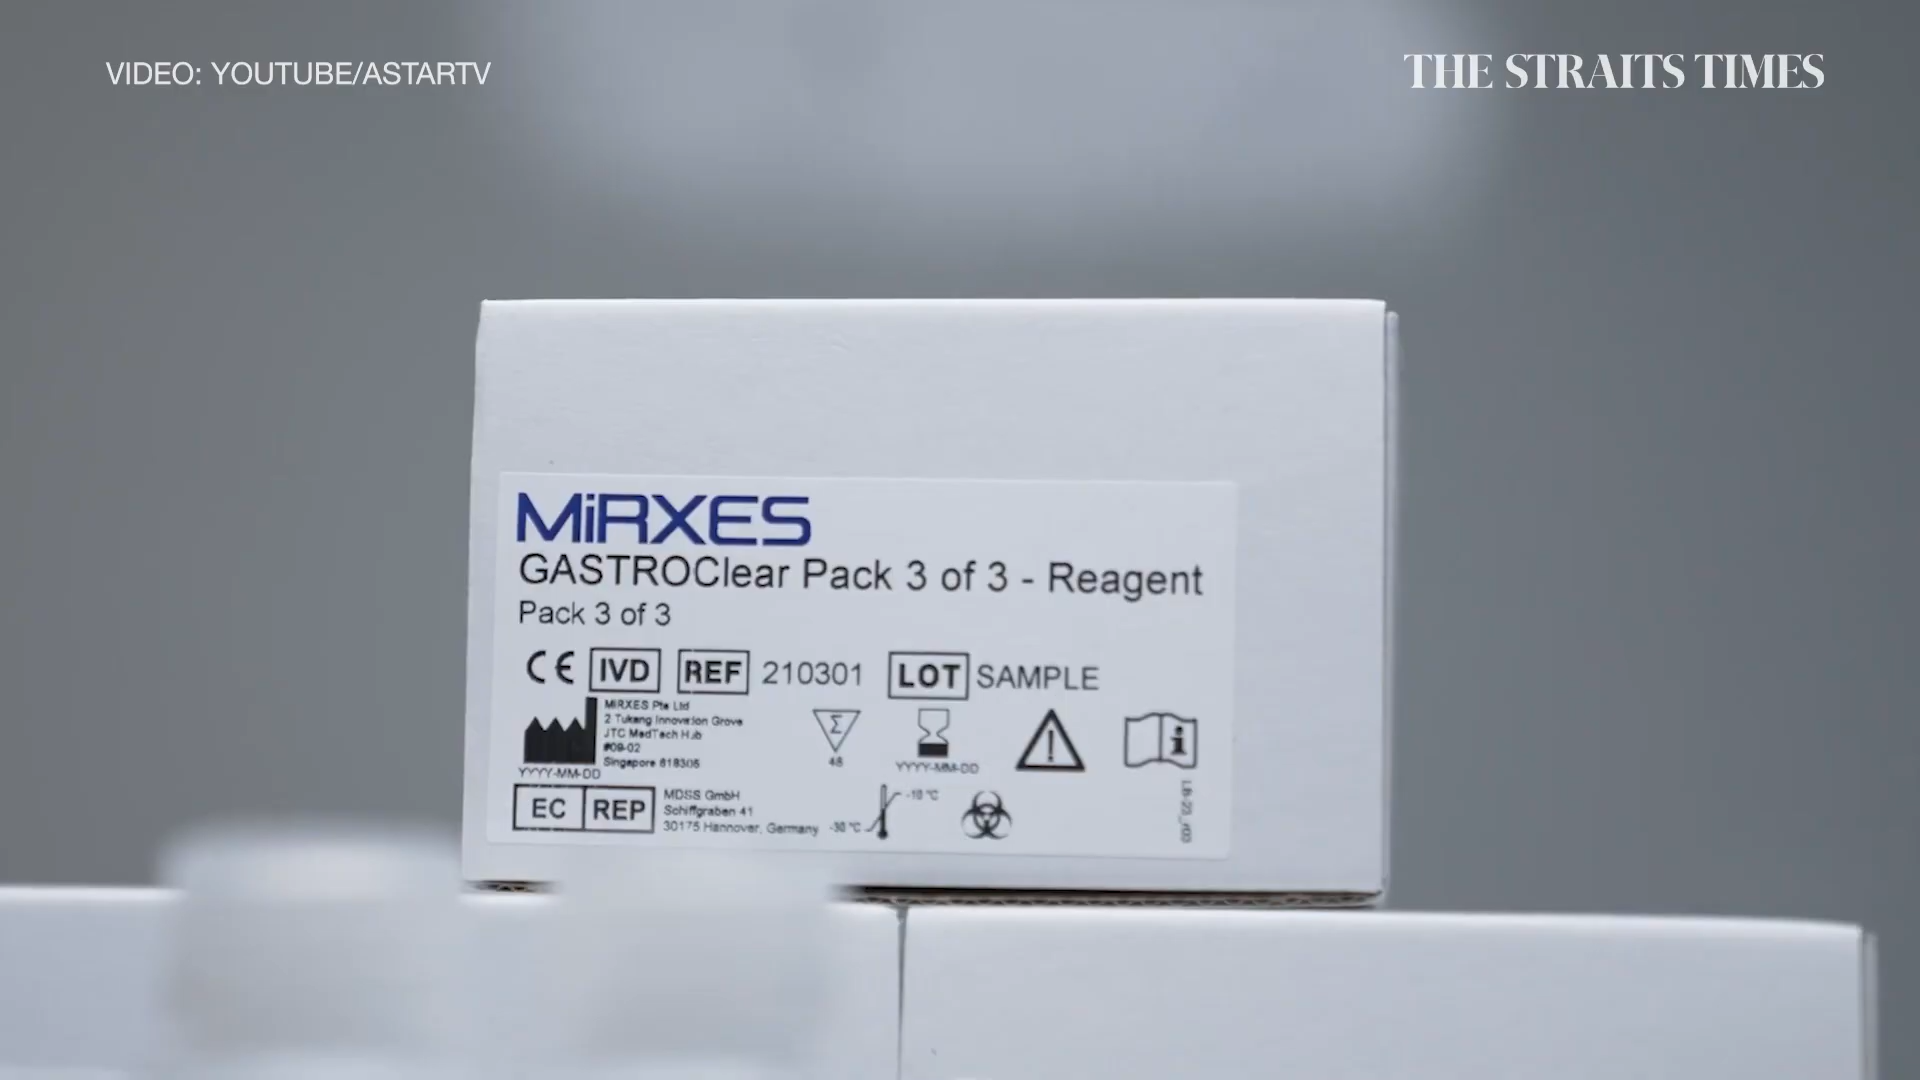 VIDEO: YOUTUBE/ASTARTV
THE STRAITS TIMES
MiRXES
GASTROClear Pack 3 of 3 - Reagent
Pack 3 of 3
CE IVD REF 210301 LOT SAMPLE
MiRXES Pte Ltd
2 Tukang Innovation Grove
JTC MedTech Hub
#09-02
Singapore 618305
YYYY-MM-DD
Σ
48
YYYY-MM-DD
EC REP
MDSS GmbH
Schiffgraben 41
30175 Hannover, Germany
-30 °C
-10 °C